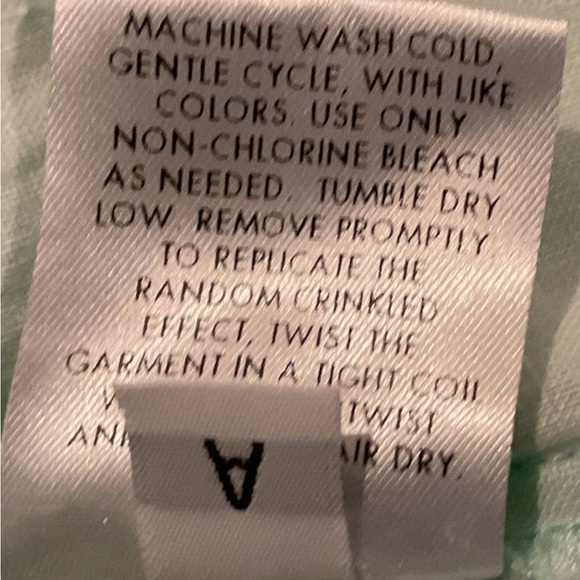 MACHINE WASH COLD,
GENTLE CYCLE, WITH LIKE
COLORS. USE ONLY
NON-CHLORINE BLEACH
AS NEEDED. TUMBLE DRY
LOW. REMOVE PROMPTLY.
TO REPLICATE THE
RANDOM CRINKLED
EFFECT, TWIST THE
GARMENT IN A TIGHT COIL
TWIST
AIR DRY.
A